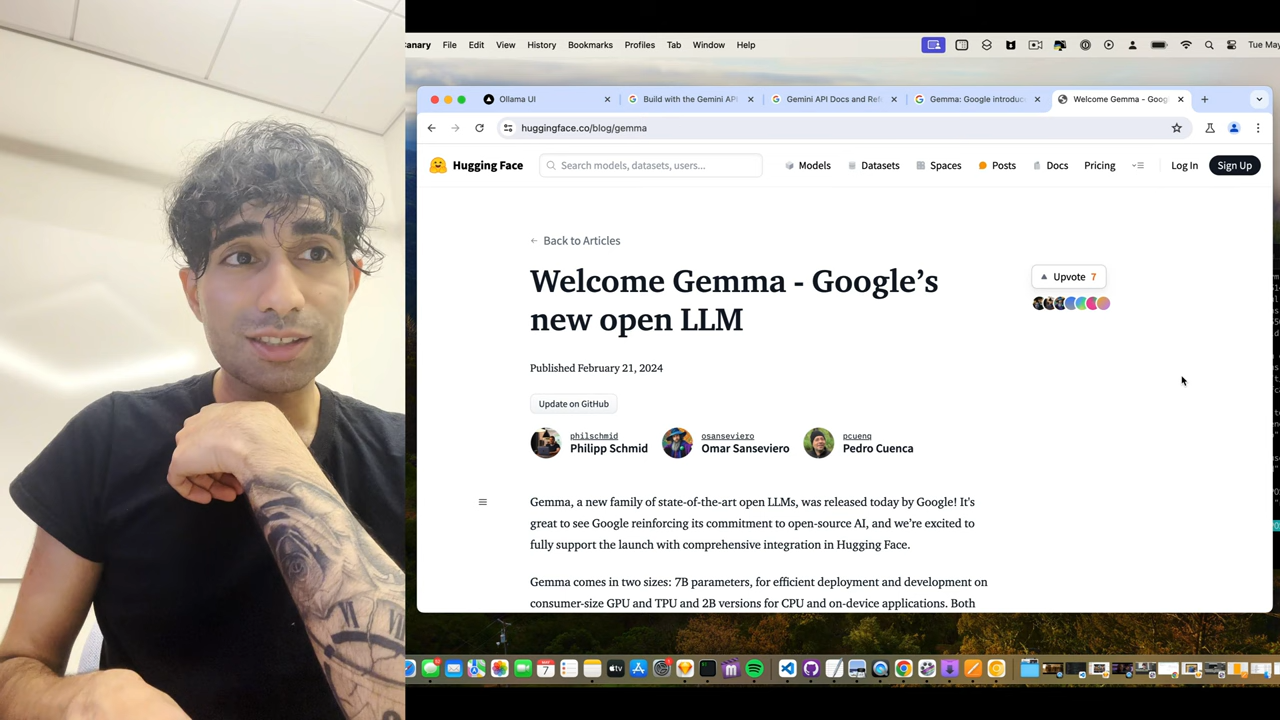 anary File Edit View History Bookmarks Profiles Tab Window Help Tue May
Ollama UI Build with the Gemini API Gemini API Docs and Refe Gemma: Google introduc Welcome Gemma - Goog
huggingface.co/blog/gemma
Hugging Face Search models, datasets, users... Models Datasets Spaces Posts Docs Pricing Log In Sign Up
Back to Articles
Welcome Gemma - Google’s
new open LLM
Upvote 7
Published February 21, 2024
Update on GitHub
philschmid
Philipp Schmid
osanseviero
Omar Sanseviero
pcuenq
Pedro Cuenca
Gemma, a new family of state-of-the-art open LLMs, was released today by Google! It's
great to see Google reinforcing its commitment to open-source AI, and we’re excited to
fully support the launch with comprehensive integration in Hugging Face.
Gemma comes in two sizes: 7B parameters, for efficient deployment and development on
consumer-size GPU and TPU and 2B versions for CPU and on-device applications. Both